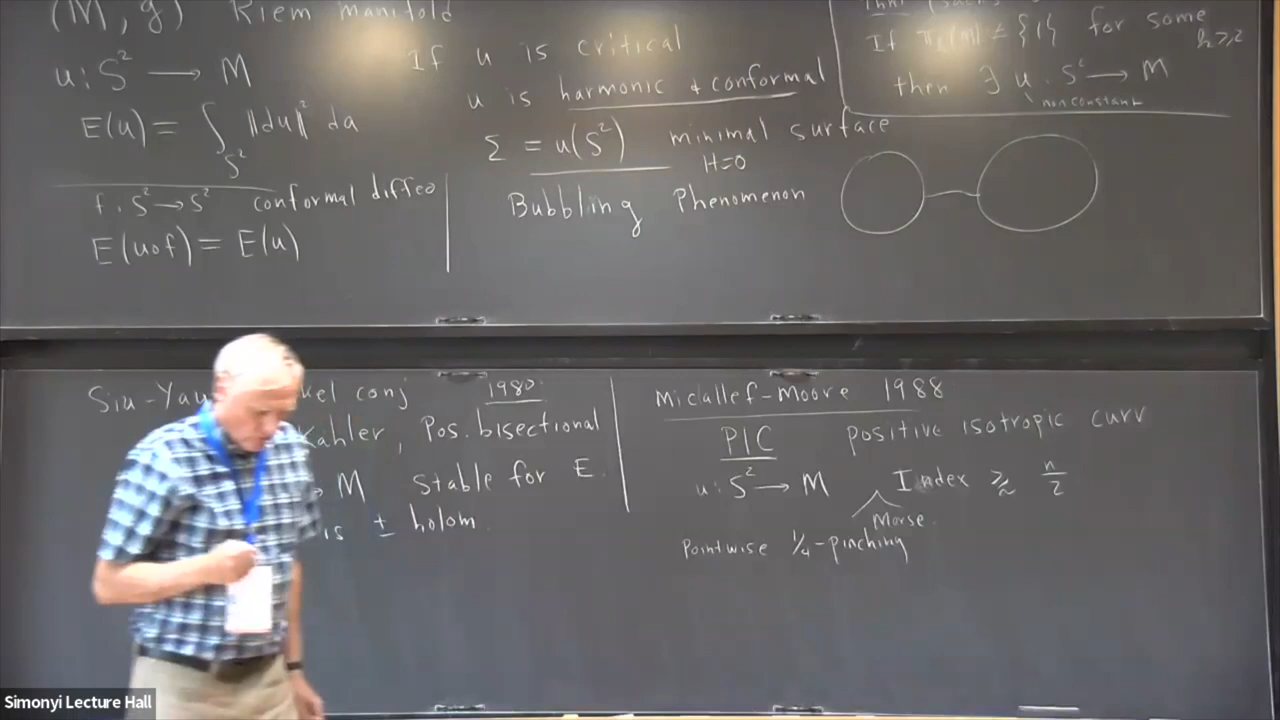 (M, g) Riem manifold
u: S² ⟶ M
E(u) = ∫_{S²} ‖du‖² da
f: S² → S² conformal diffeo
E(u∘f) = E(u)
If u is critical
u is harmonic & conformal
Σ = u(S²) minimal surface
H=0
Bubbling Phenomenon
If ≠ {1} for some
k ≥ 2
then ∃ u: S² ⟶ M
nonconstant
Siu-Yau kel conj 1980
Kahler, Pos. bisectional
M stable for E.
is ± holom.
Micallef-Moore 1988
PIC positive isotropic curv
u: S² ⟶ M Index ≳ n/2
Morse
Pointwise ¼-pinching
Simonyi Lecture Hall